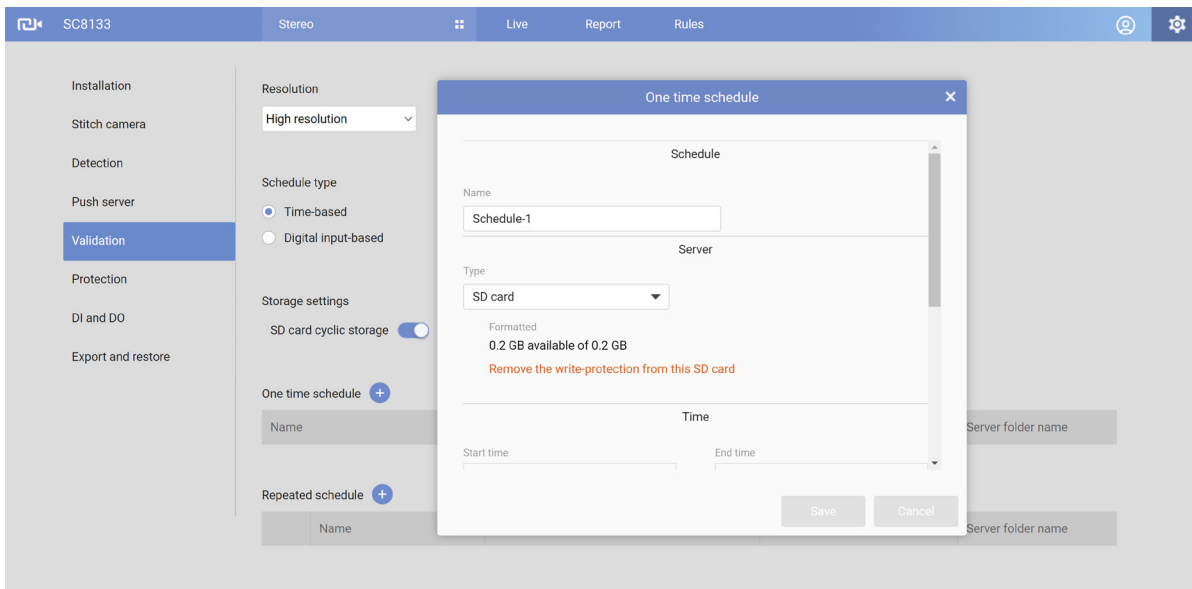 SC8133
Stereo
Live
Report
Rules
Installation
Stitch camera
Detection
Push server
Validation
Protection
DI and DO
Export and restore
Resolution
High resolution
Schedule type
Time-based
Digital input-based
Storage settings
SD card cyclic storage
One time schedule
Name
Server folder name
Repeated schedule
Name
Server folder name
One time schedule
Schedule
Name
Schedule-1
Server
Type
SD card
Formatted
0.2 GB available of 0.2 GB
Remove the write-protection from this SD card
Time
Start time
End time
Save
Cancel